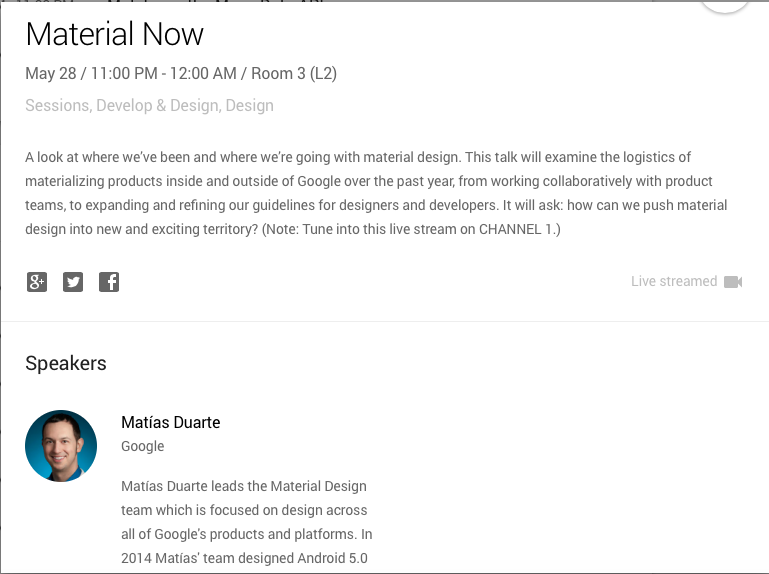 Material Now
May 28 / 11:00 PM - 12:00 AM / Room 3 (L2)
Sessions, Develop & Design, Design
A look at where we've been and where we're going with material design. This talk will examine the logistics of
materializing products inside and outside of Google over the past year, from working collaboratively with product
teams, to expanding and refining our guidelines for designers and developers. It will ask: how can we push material
design into new and exciting territory? (Note: Tune into this live stream on CHANNEL 1.)
Live streamed
Speakers
Matías Duarte
Google
Matías Duarte leads the Material Design
team which is focused on design across
all of Google's products and platforms. In
2014 Matías' team designed Android 5.0